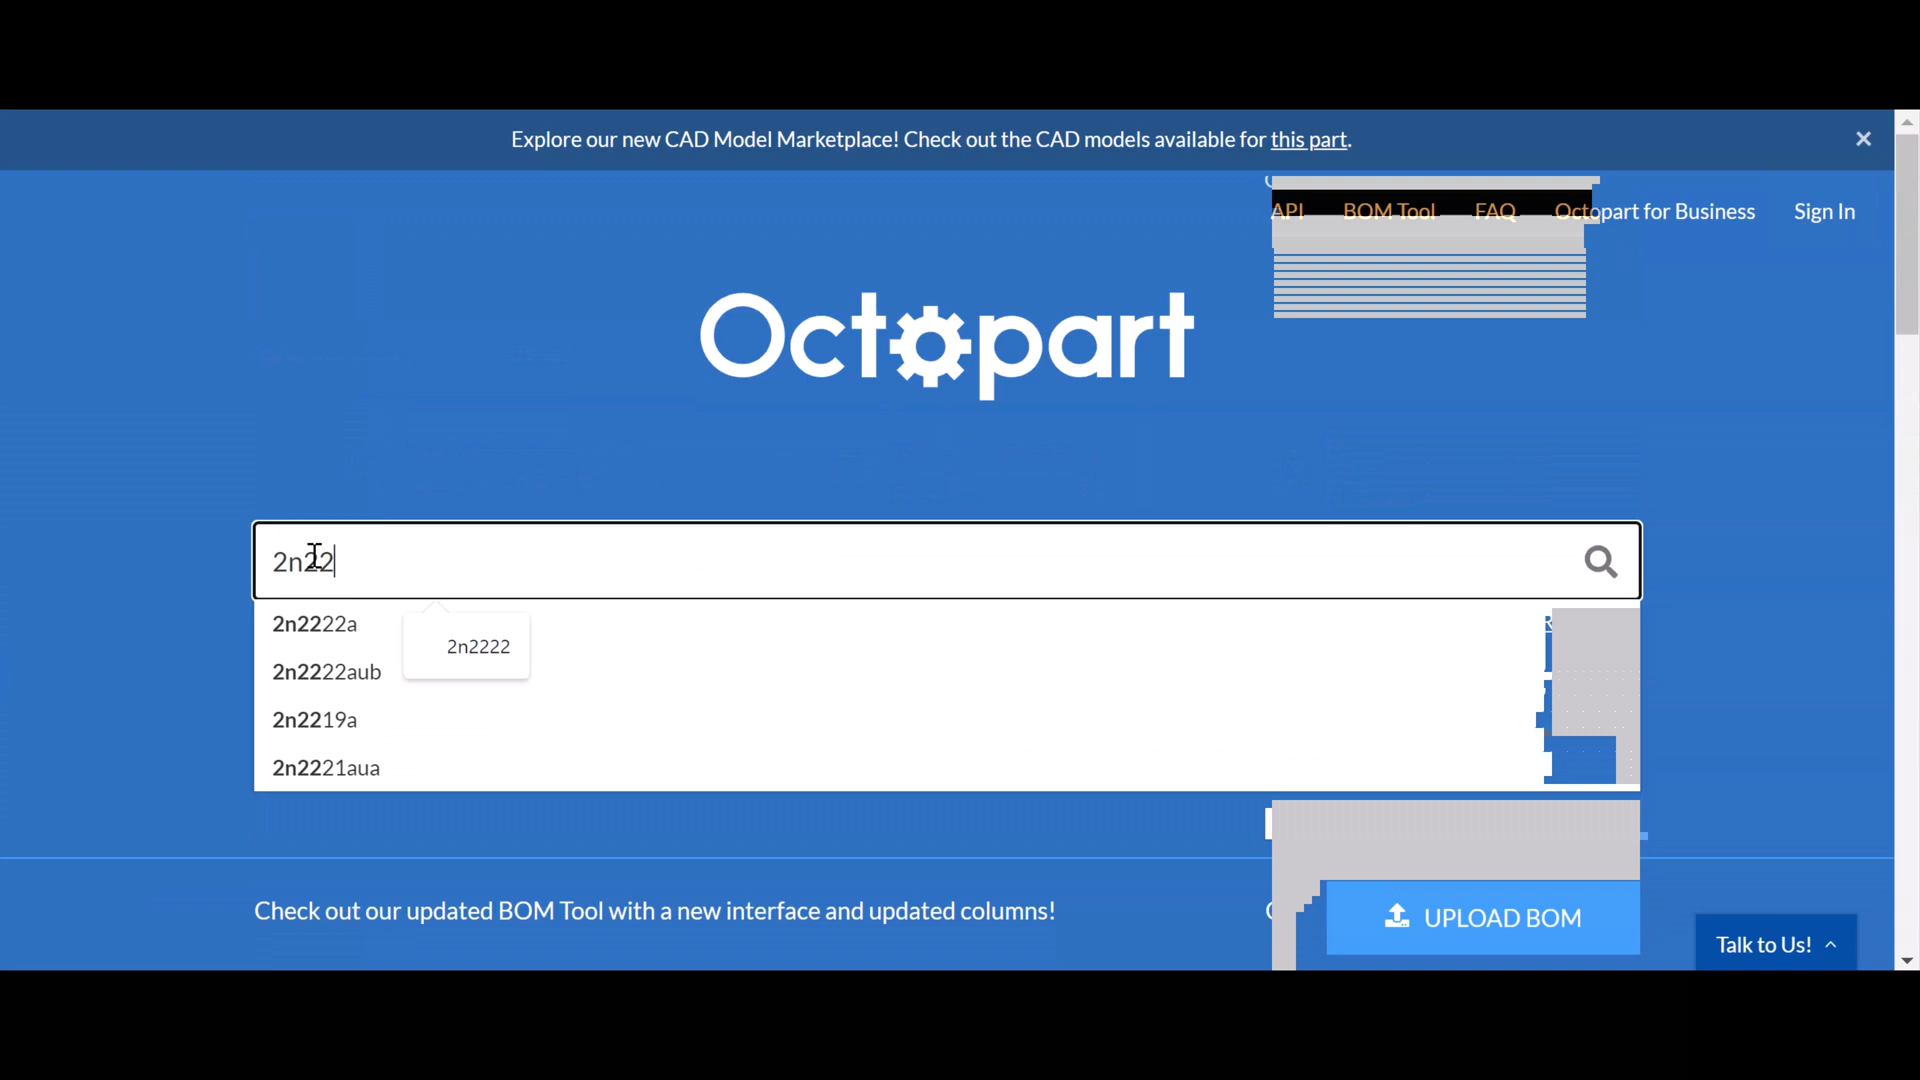 Explore our new CAD Model Marketplace! Check out the CAD models available for this part.
API BOM Tool FAQ Octopart for Business Sign In
Octopart
2n22
2n2222a
2n2222
2n2222aub
2n2219a
2n2221aua
Check out our updated BOM Tool with a new interface and updated columns!
UPLOAD BOM
Talk to Us!